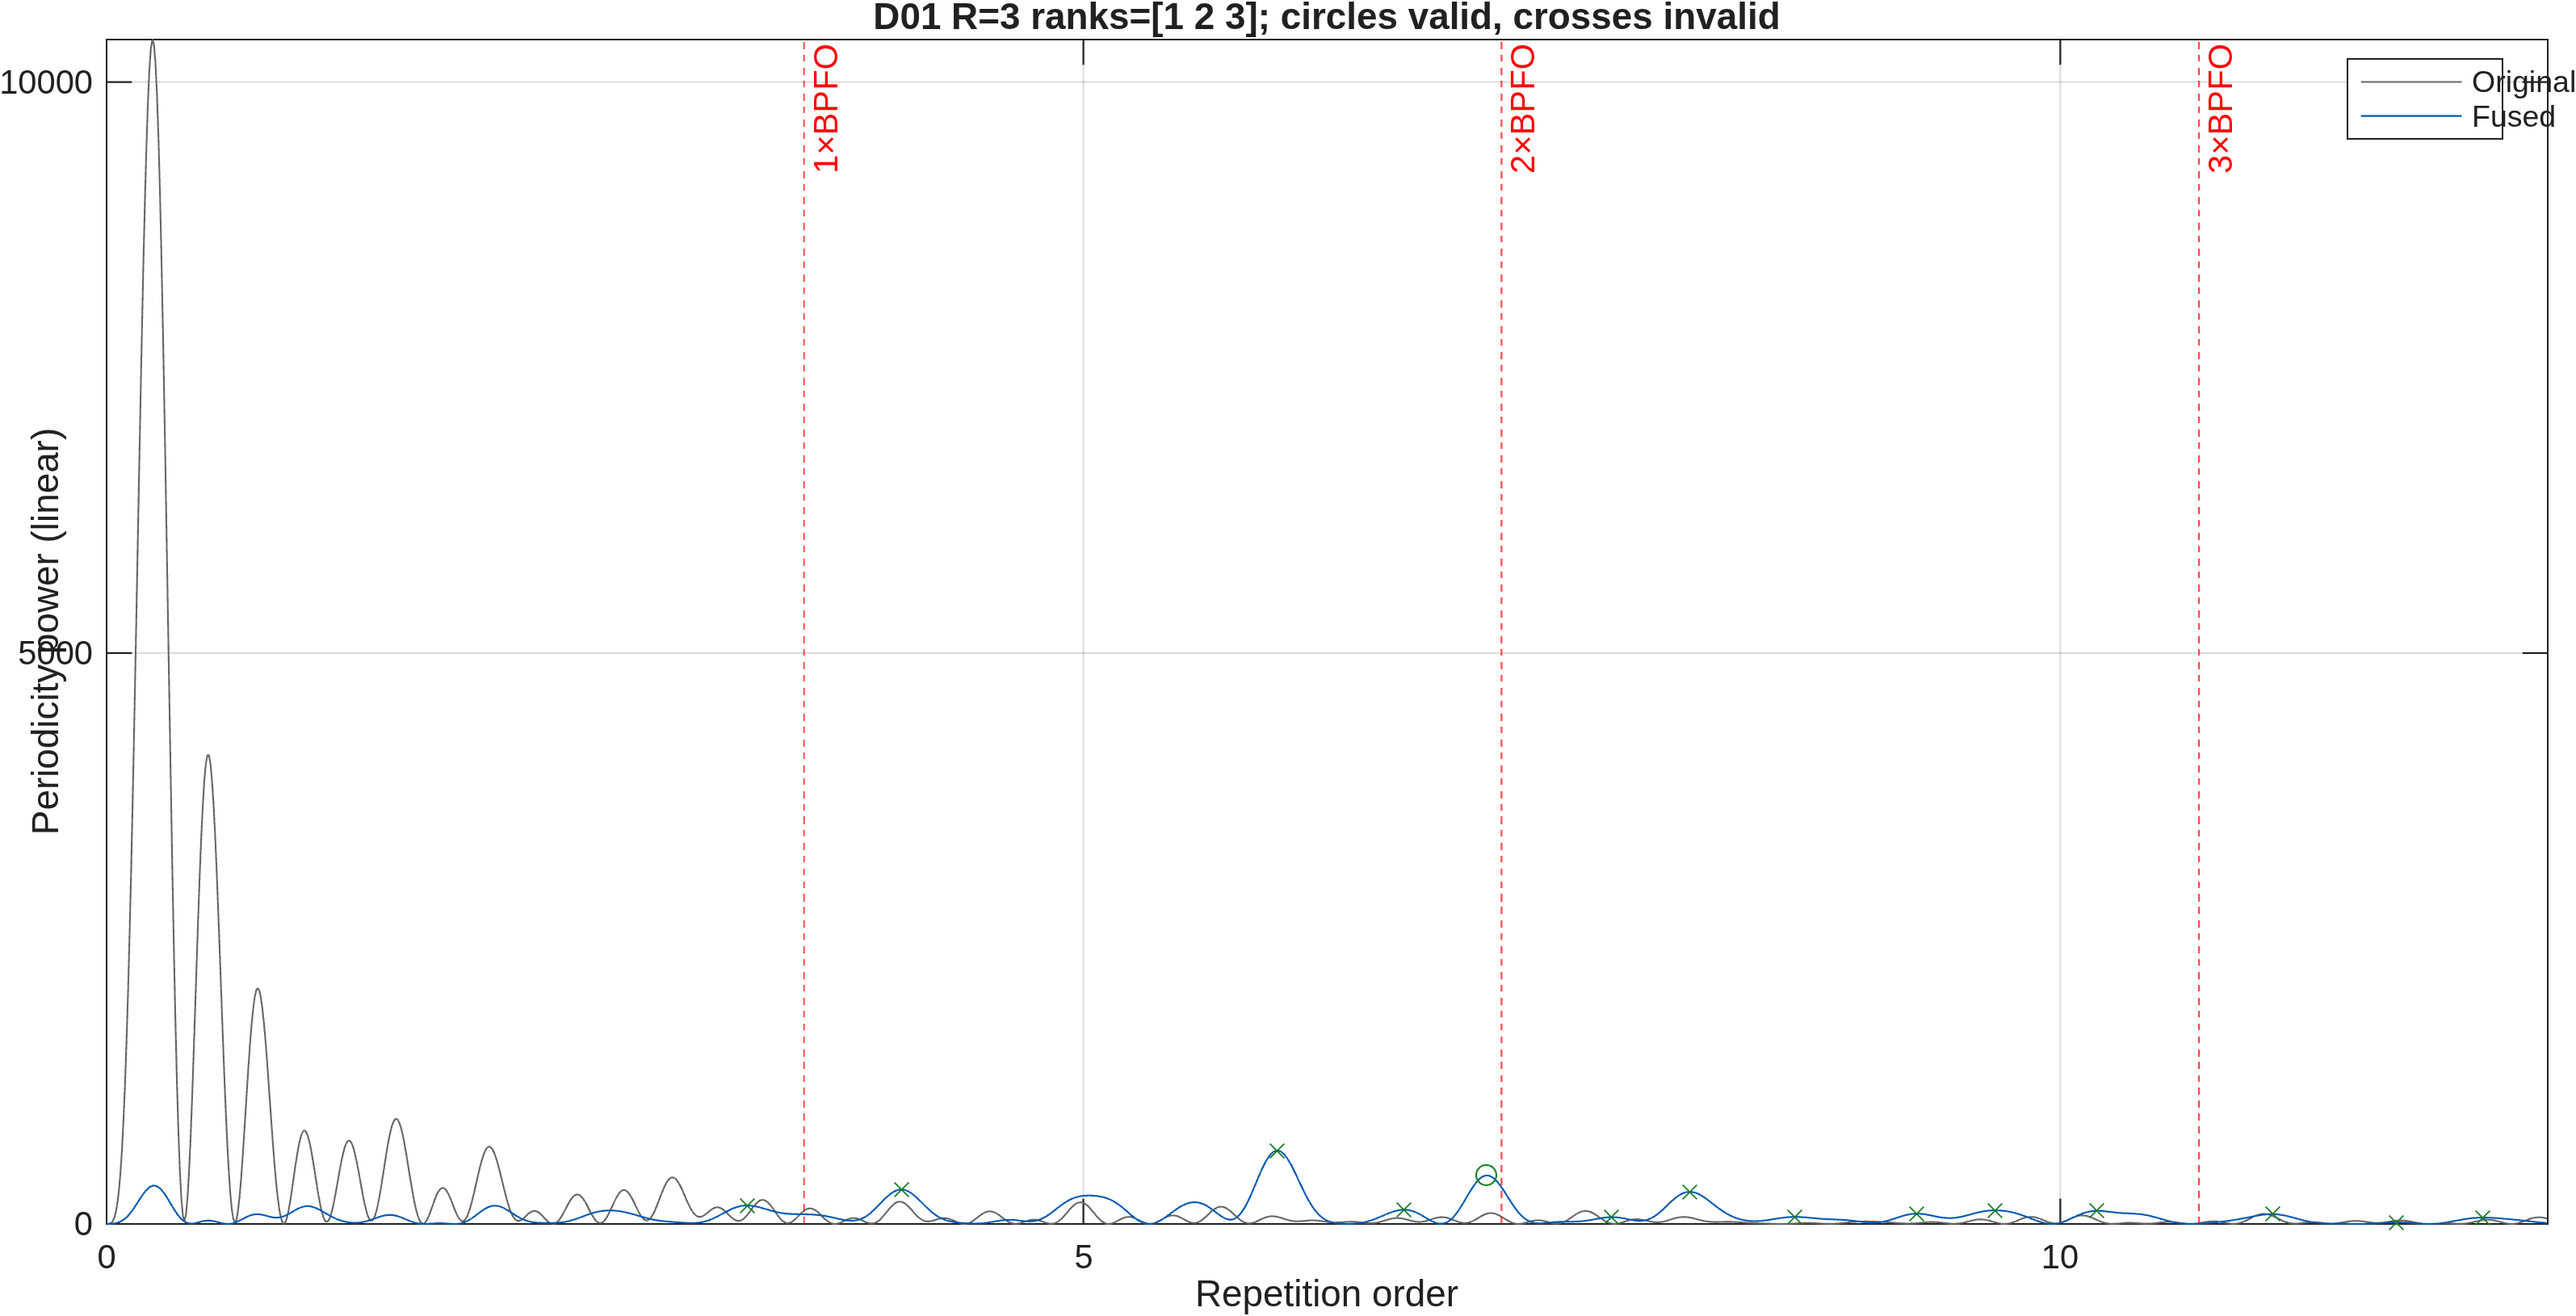 D01 R=3 ranks=[1 2 3]; circles valid, crosses invalid
1×BPFO
2×BPFO
3×BPFO
Original
Fused
Periodicity power (linear)
10000
5000
0
0
5
10
Repetition order